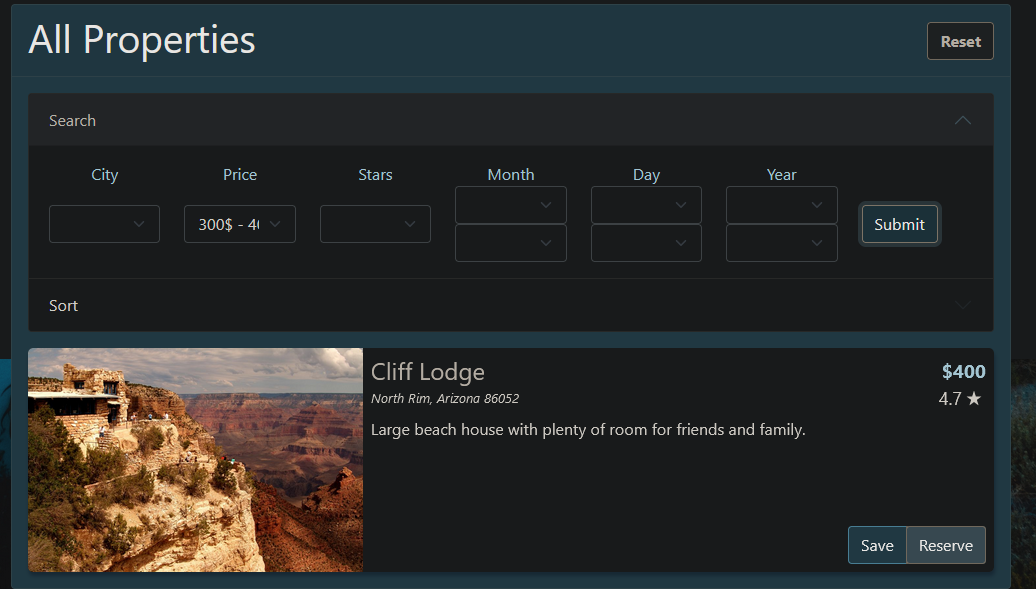 All Properties
Reset
Search
City Price Stars Month Day Year
300$ - 4
Submit
Sort
Cliff Lodge
$400
North Rim, Arizona 86052
4.7 ★
Large beach house with plenty of room for friends and family.
Save Reserve